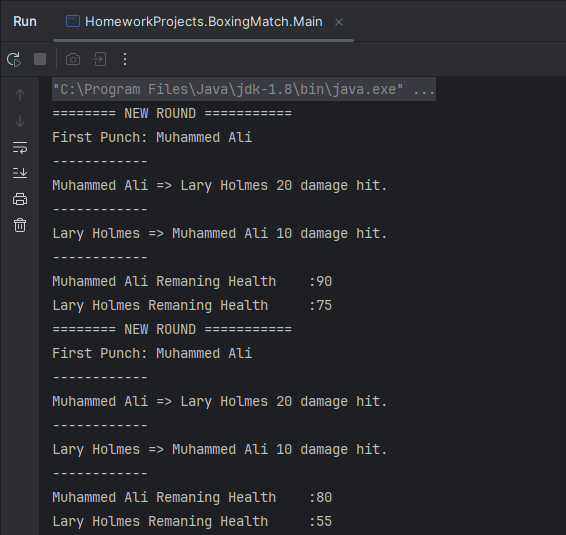 Run HomeworkProjects.BoxingMatch.Main ×
"C:\Program Files\Java\jdk-1.8\bin\java.exe" ...
======== NEW ROUND ===========
First Punch: Muhammed Ali
------------
Muhammed Ali => Lary Holmes 20 damage hit.
------------
Lary Holmes => Muhammed Ali 10 damage hit.
------------
Muhammed Ali Remaning Health    :90
Lary Holmes Remaning Health     :75
======== NEW ROUND ===========
First Punch: Muhammed Ali
------------
Muhammed Ali => Lary Holmes 20 damage hit.
------------
Lary Holmes => Muhammed Ali 10 damage hit.
------------
Muhammed Ali Remaning Health    :80
Lary Holmes Remaning Health     :55